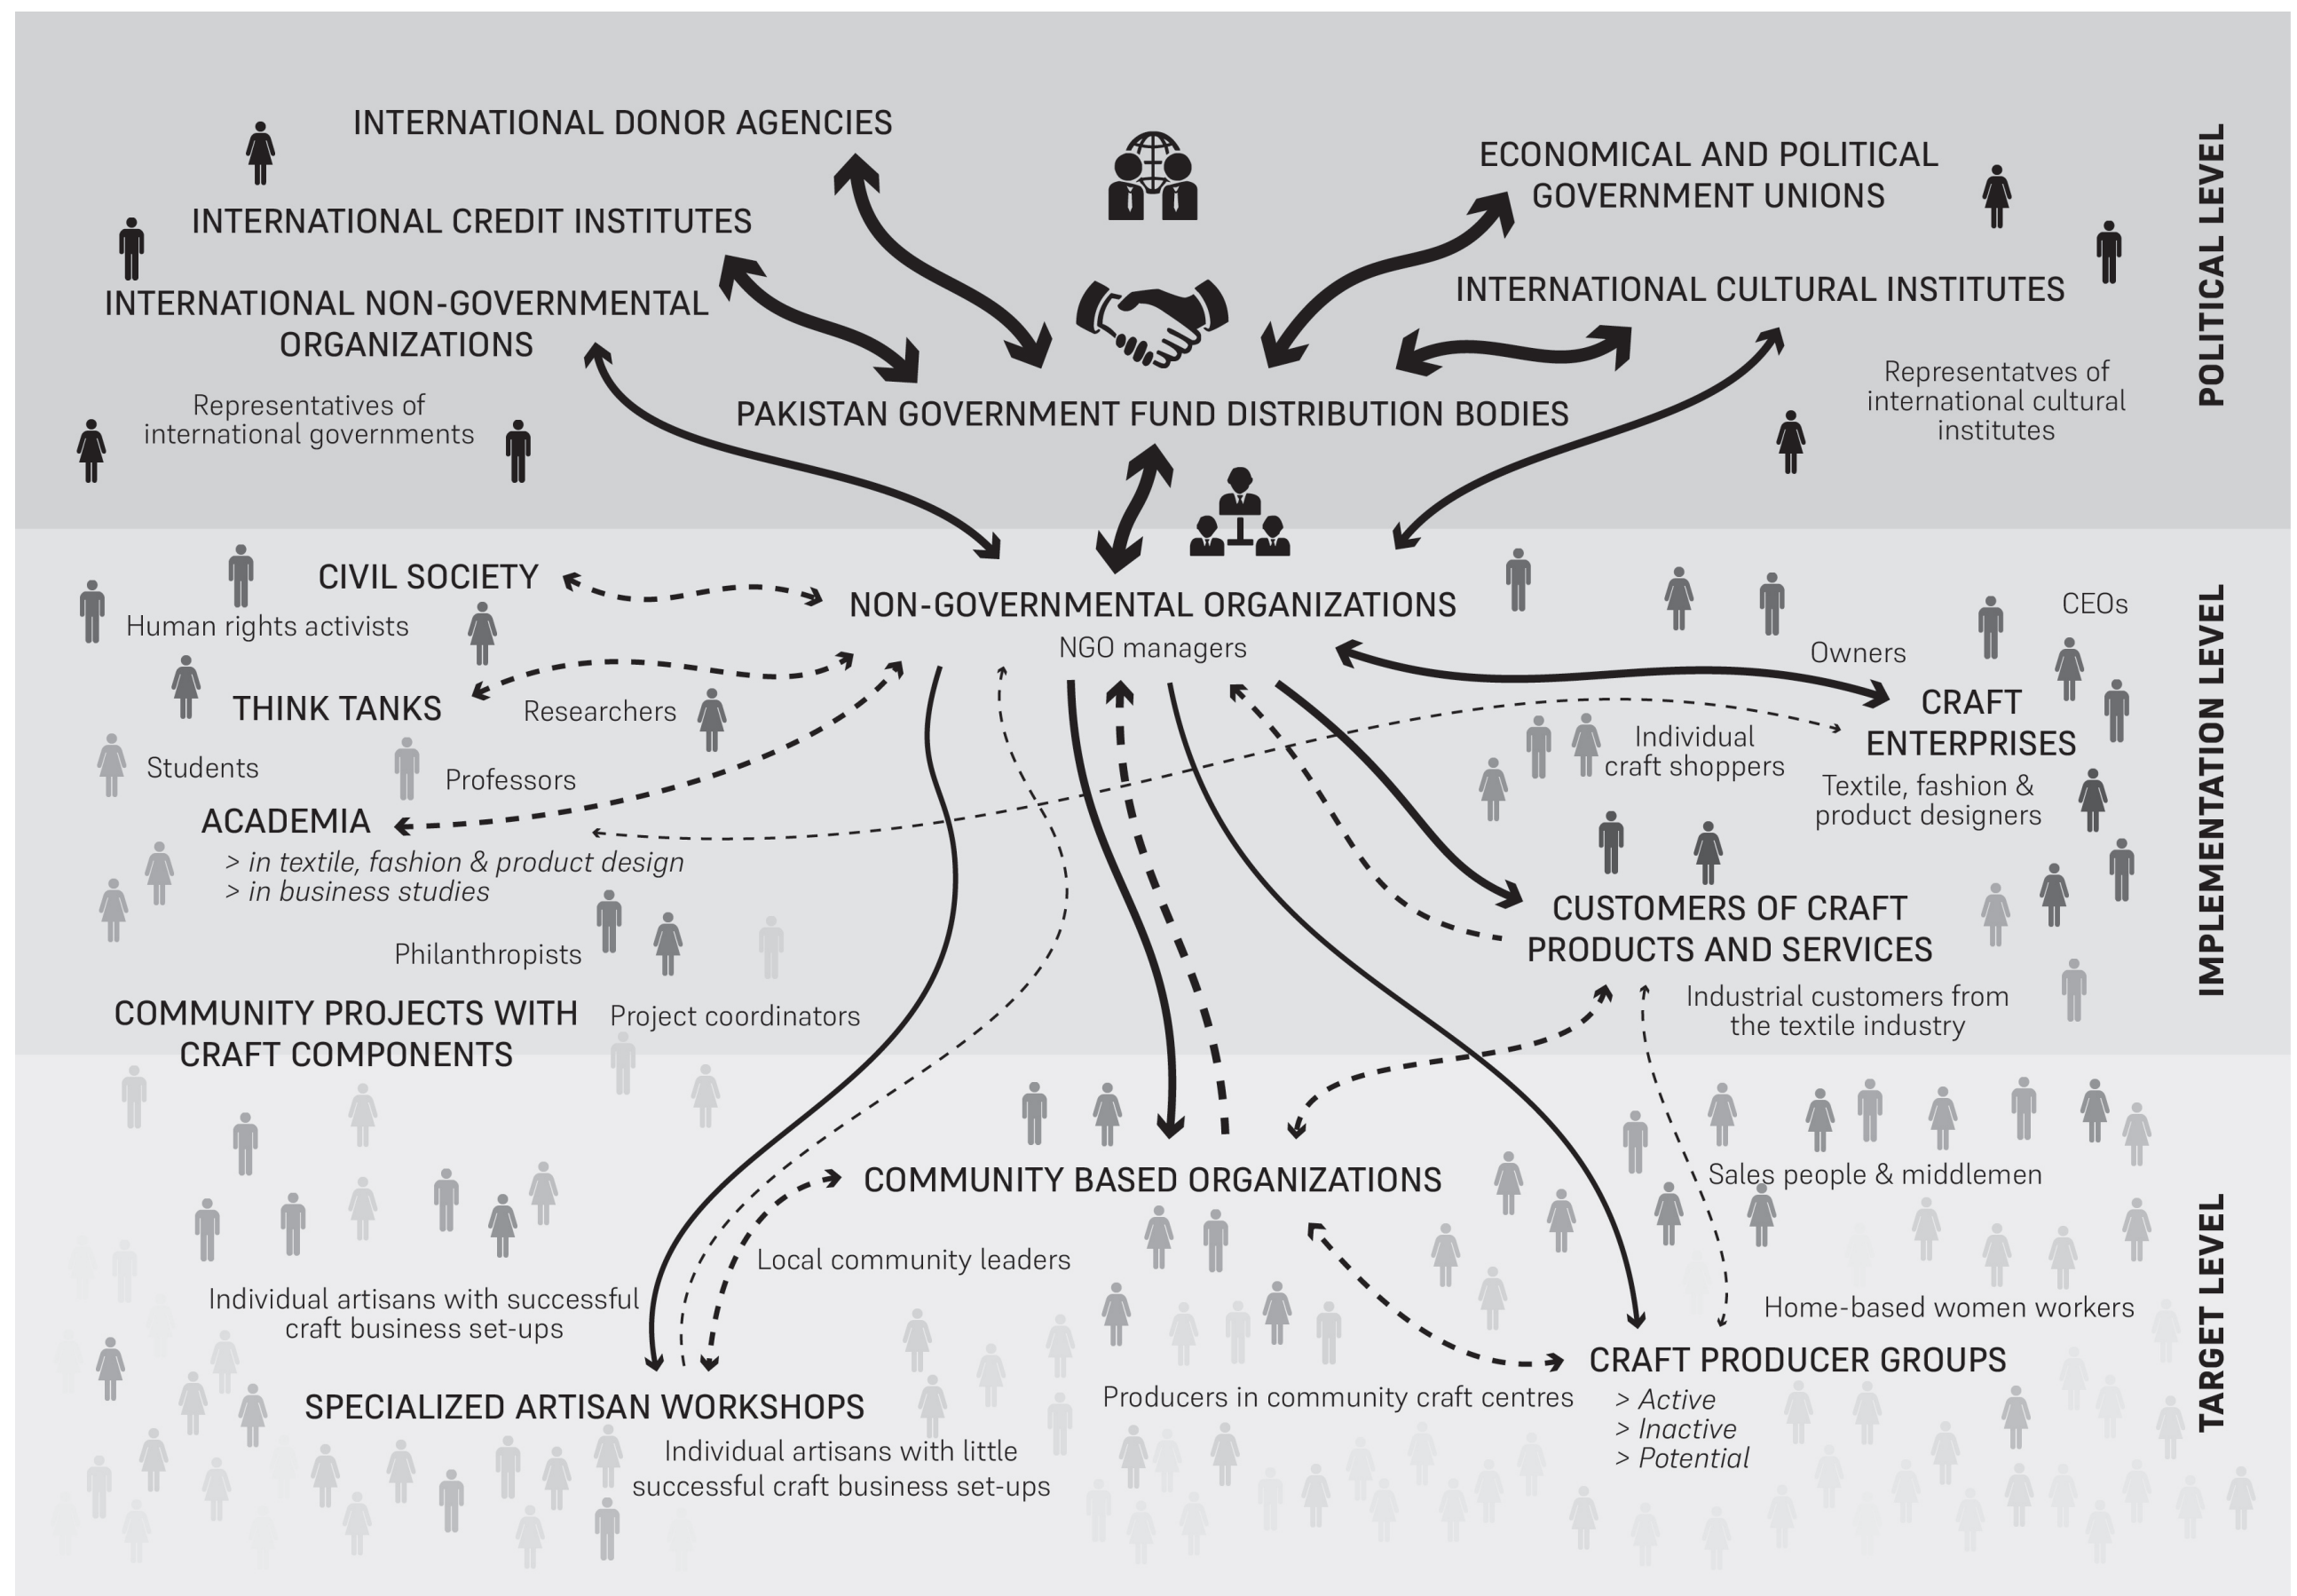 INTERNATIONAL DONOR AGENCIES
ECONOMICAL AND POLITICAL
GOVERNMENT UNIONS
INTERNATIONAL CREDIT INSTITUTES
INTERNATIONAL NON-GOVERNMENTAL
ORGANIZATIONS
INTERNATIONAL CULTURAL INSTITUTES
Representatives of
international governments
Representatves of
international cultural
institutes
PAKISTAN GOVERNMENT FUND DISTRIBUTION BODIES
POLITICAL LEVEL
CIVIL SOCIETY
Human rights activists
NON-GOVERNMENTAL ORGANIZATIONS
NGO managers
CEOs
Owners
THINK TANKS
Researchers
CRAFT
ENTERPRISES
Textile, fashion &
product designers
Individual
craft shoppers
Students
Professors
ACADEMIA
> in textile, fashion & product design
> in business studies
Philanthropists
CUSTOMERS OF CRAFT
PRODUCTS AND SERVICES
Industrial customers from
the textile industry
COMMUNITY PROJECTS WITH
CRAFT COMPONENTS
Project coordinators
IMPLEMENTATION LEVEL
COMMUNITY BASED ORGANIZATIONS
Sales people & middlemen
Local community leaders
Individual artisans with successful
craft business set-ups
Home-based women workers
SPECIALIZED ARTISAN WORKSHOPS
Individual artisans with little
successful craft business set-ups
Producers in community craft centres
CRAFT PRODUCER GROUPS
> Active
> Inactive
> Potential
TARGET LEVEL